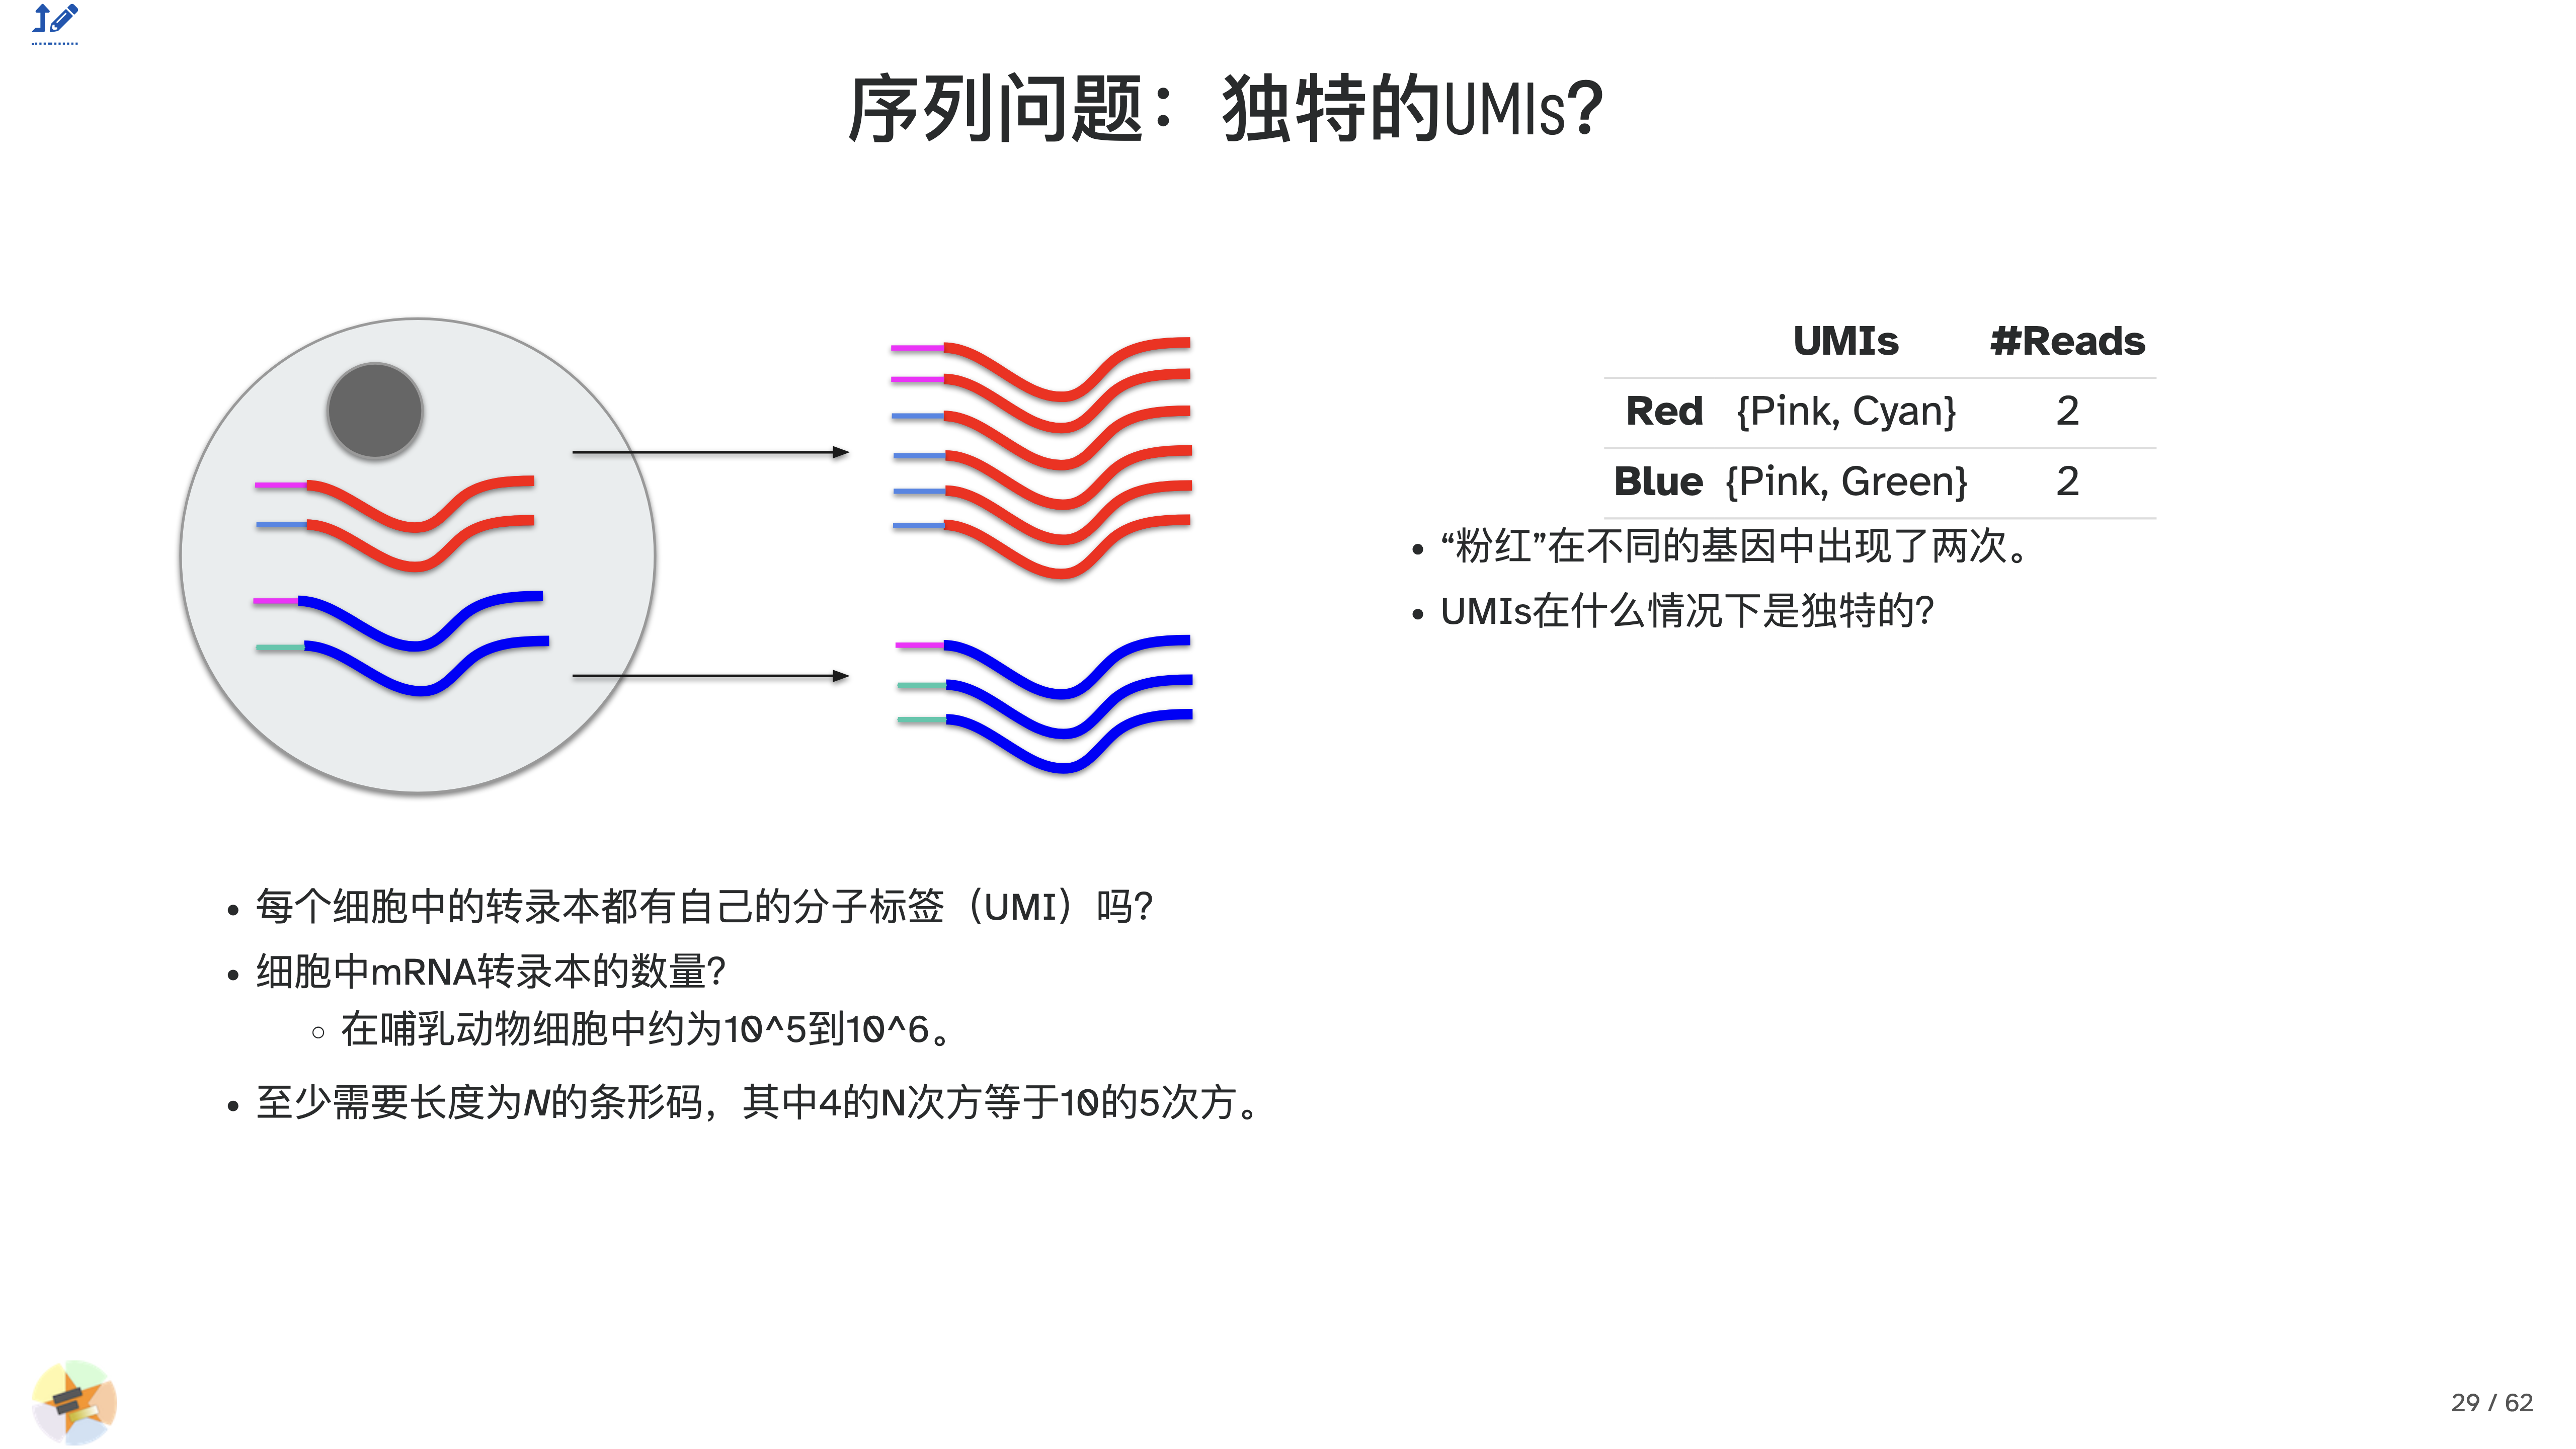 序列问题：独特的UMIs?
UMIs #Reads
Red {Pink, Cyan} 2
Blue {Pink, Green} 2
“粉红”在不同的基因中出现了两次。
UMIs在什么情况下是独特的？
每个细胞中的转录本都有自己的分子标签（UMI）吗？
细胞中mRNA转录本的数量？
在哺乳动物细胞中约为10^5到10^6。
至少需要长度为N的条形码，其中4的N次方等于10的5次方。
29 / 62